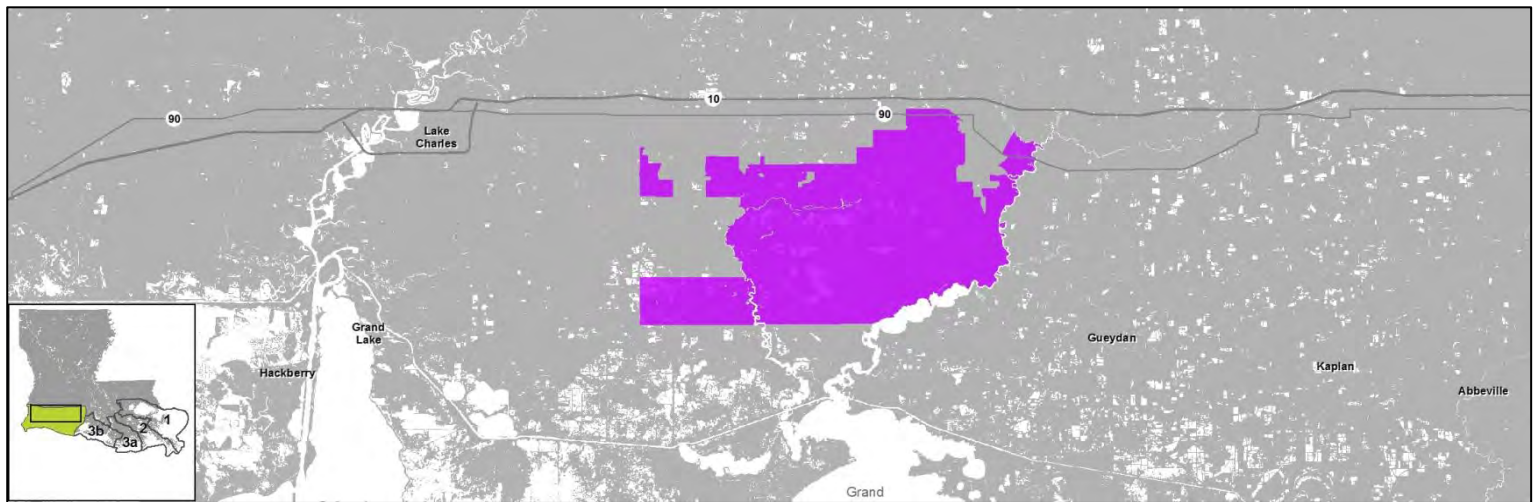 10
90
90
Lake
Charles
Grand
Lake
Hackberry
Gueydan
Kaplan
Abbeville
Grand
1
2
3b
3a